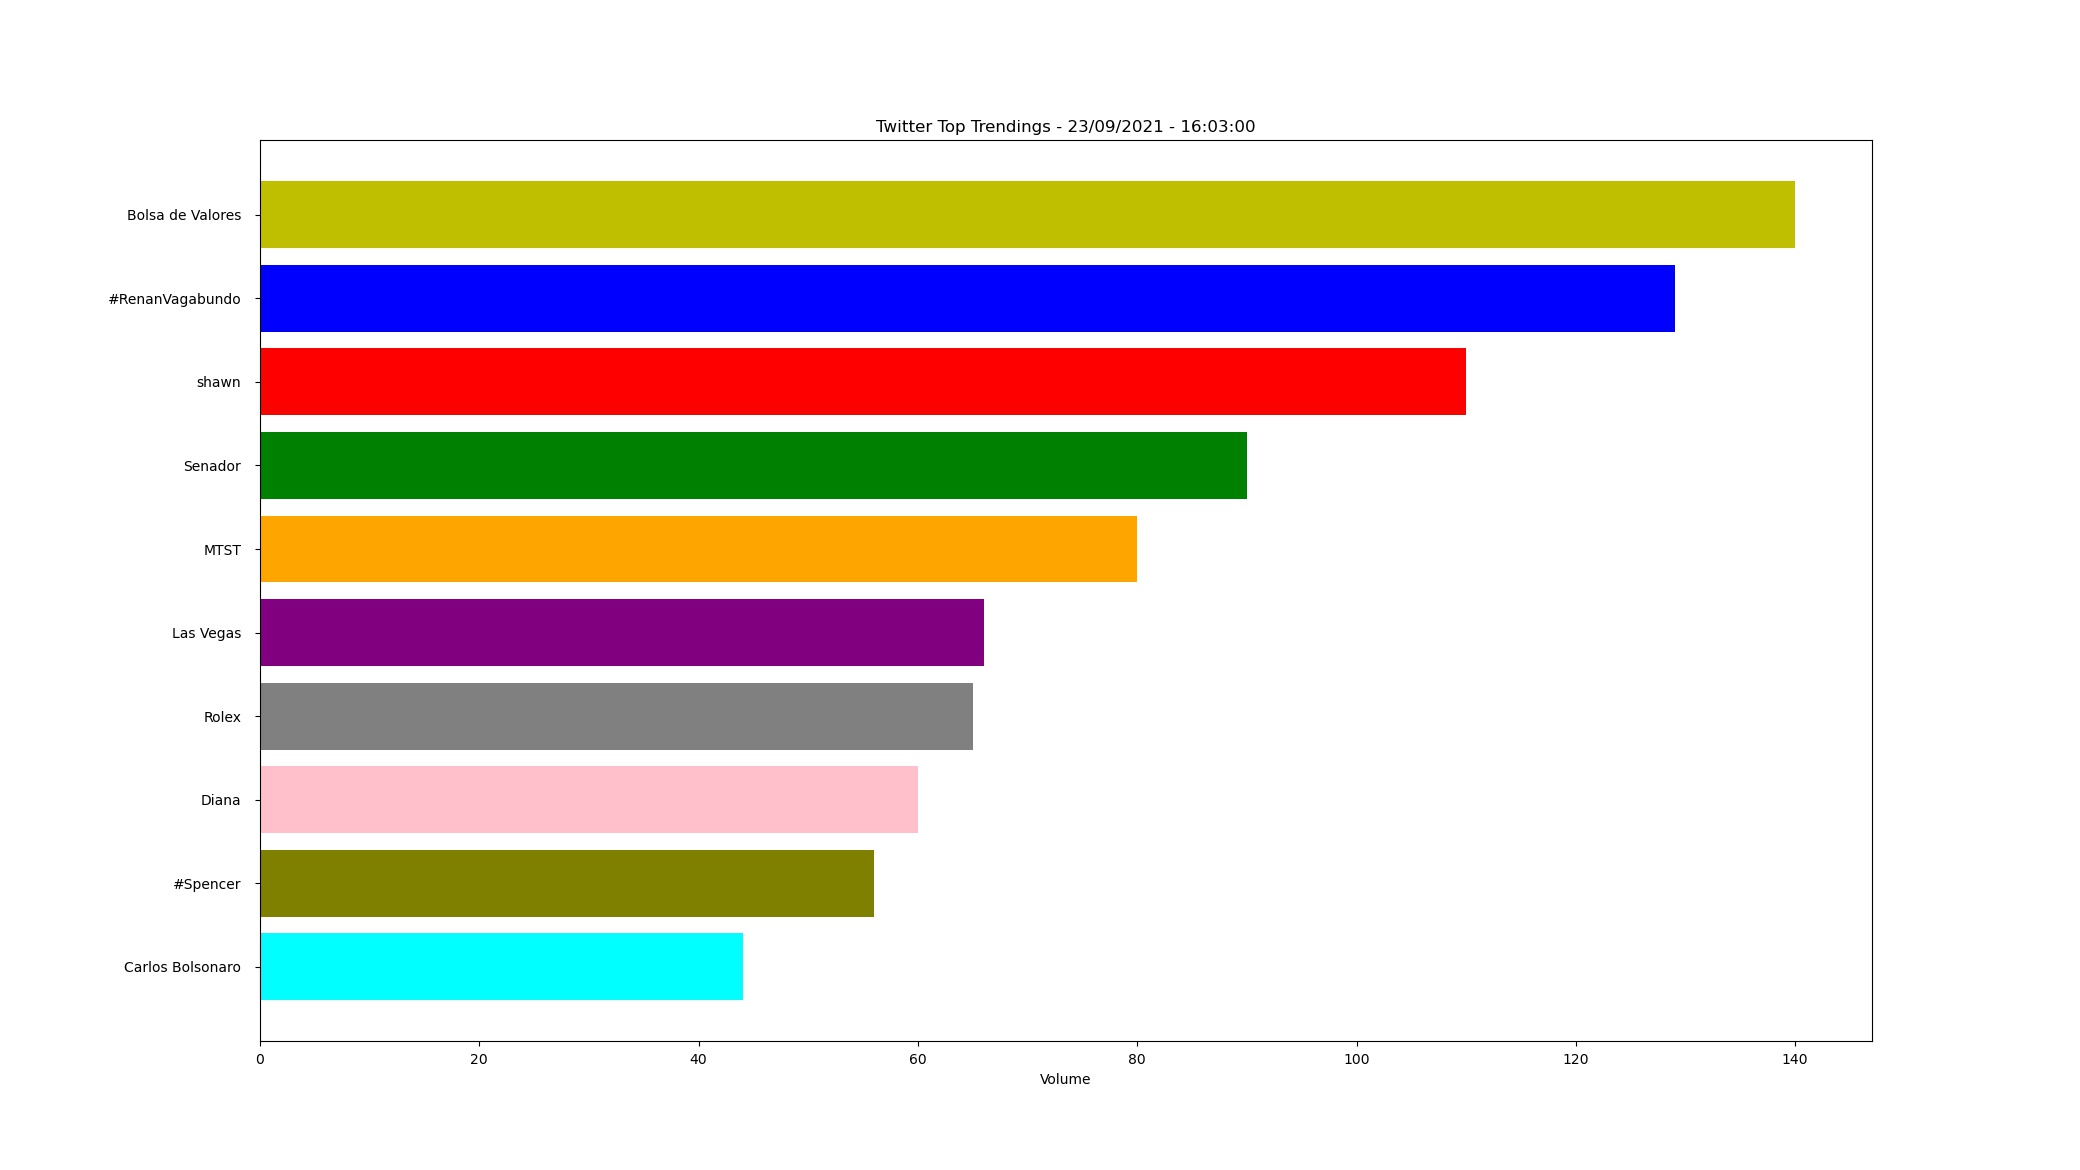 Twitter Top Trendings - 23/09/2021 - 16:03:00
Bolsa de Valores
#RenanVagabundo
shawn
Senador
MTST
Las Vegas
Rolex
Diana
#Spencer
Carlos Bolsonaro
0 20 40 60 80 100 120 140
Volume